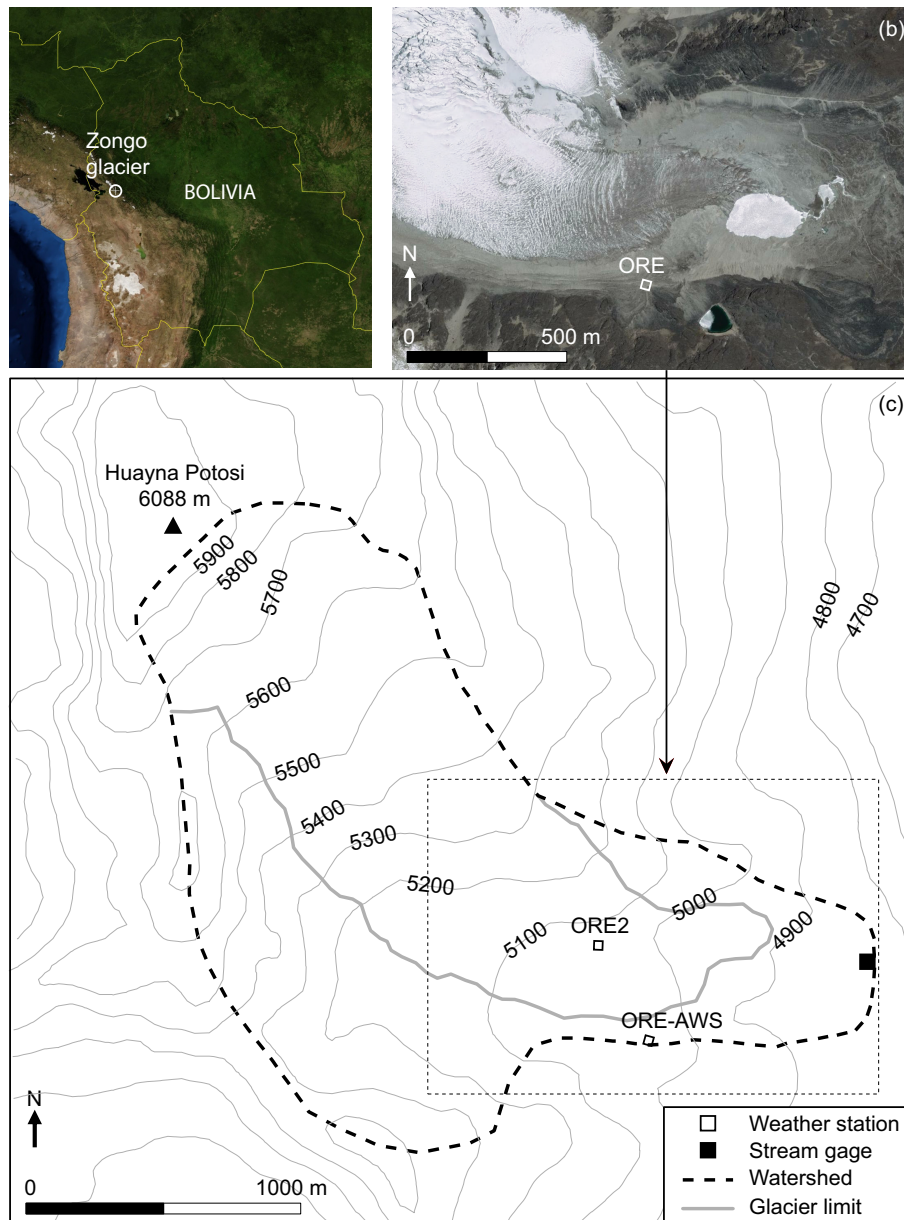 Zongo
glacier
BOLIVIA
(b)
ORE
N
0
500 m
(c)
Huayna Potosi
6088 m
5900
5800
5700
4800
4700
5600
5500
5400
5300
5200
5100
ORE2
5000
4900
ORE-AWS
N
0
1000 m
Weather station
Stream gage
Watershed
Glacier limit